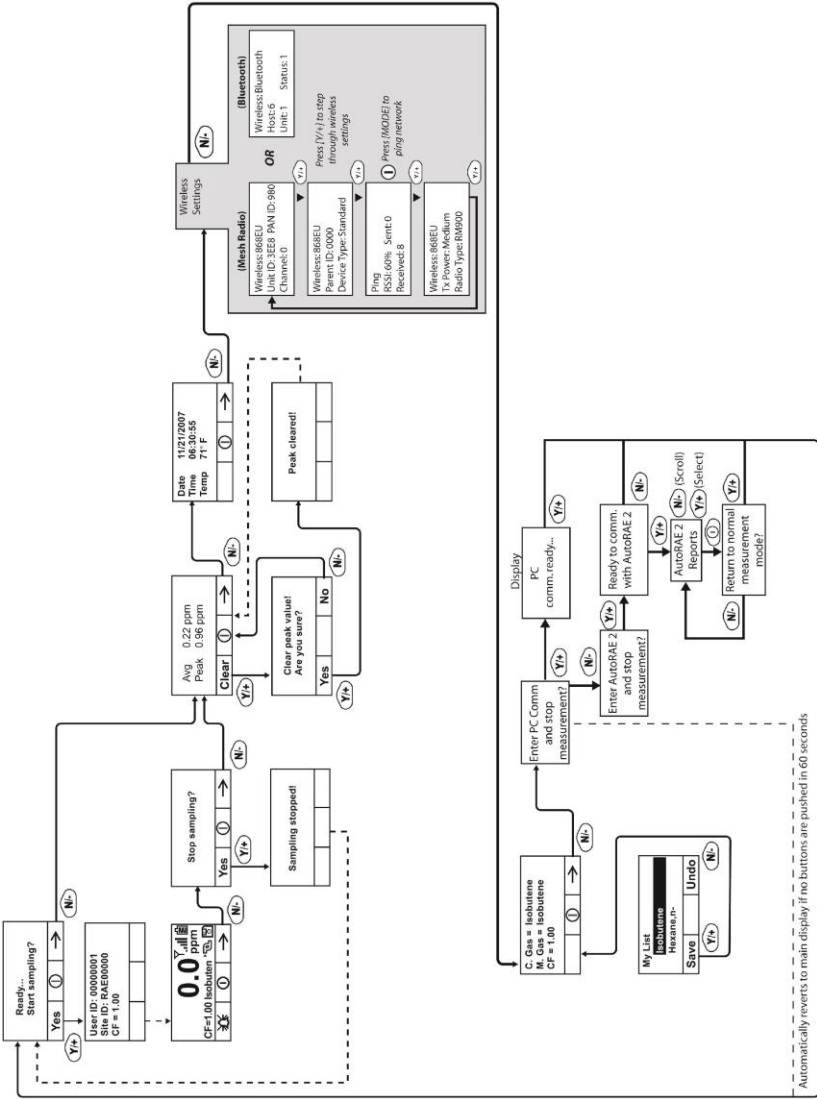 Ready...
Start sampling?
Yes
Y/+
N/-
User ID: 00000001
Site ID: RAE00000
CF = 1.00
0.0 ppm
CF=1.00 Isobuten
N/-
Stop sampling?
Yes
Y/+
N/-
Sampling stopped!
Avg 0.22 ppm
Peak 0.96 ppm
Clear
Y/+
N/-
Clear peak value!
Are you sure?
Yes No
Y/+
N/-
Peak cleared!
Date 11/21/2007
Time 06:30:55
Temp 71° F
N/-
Wireless
Settings
N/-
(Mesh Radio)
Wireless:868EU
Unit ID:3EE8 PAN ID:980
Channel:0
Y/+
OR
(Bluetooth)
Wireless:Bluetooth
Host:6
Unit:1 Status:1
Press [Y/+] to step
through wireless
settings
Wireless:868EU
Parent ID:0000
Device Type:Standard
Y/+
Press [MODE] to
ping network
Ping
RSSI:60% Sent:0
Received:8
Y/+
Wireless:868EU
Tx Power:Medium
Radio Type:RM900
Y/+
C. Gas = Isobutene
M. Gas = Isobutene
CF = 1.00
N/-
My List
Isobutene
Hexane,n-
Save Undo
Y/+
N/-
Enter PC Comm
and stop
measurement?
Y/+
N/-
Display
PC
comm.ready...
Y/+
Enter AutoRAE 2
and stop
measurement?
Y/+
Ready to comm.
with AutoRAE 2
N/-
Y/+
AutoRAE 2
Reports
N/- (Scroll)
Y/+ (Select)
Return to normal
measurement
mode?
N/-
Y/+
Automatically reverts to main display if no buttons are pushed in 60 seconds